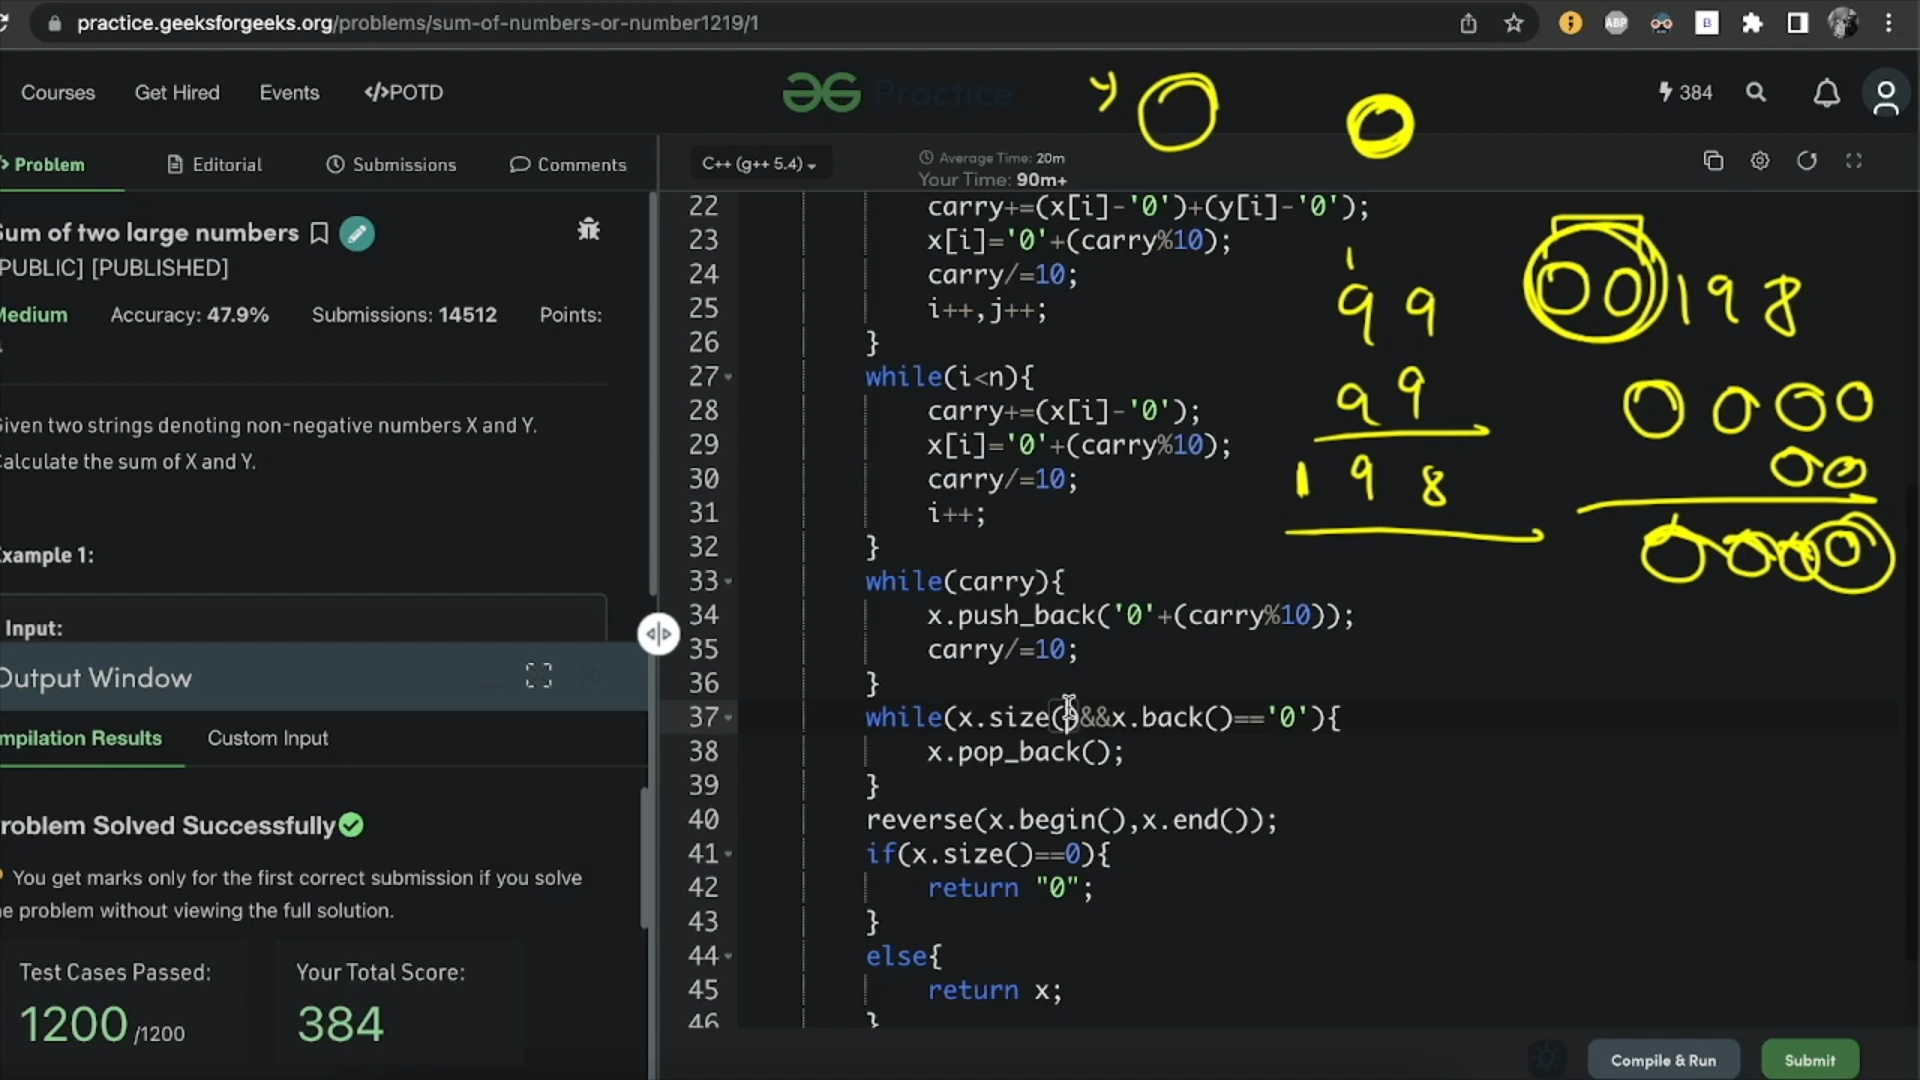 practice.geeksforgeeks.org/problems/sum-of-numbers-or-number1219/1
Courses Get Hired Events </>POTD Practice 384
y 0 0
Problem Editorial Submissions Comments
C++ (g++ 5.4)
Average Time: 20m
Your Time: 90m+
Sum of two large numbers
[PUBLIC] [PUBLISHED]
Medium Accuracy: 47.9% Submissions: 14512 Points:
4
Given two strings denoting non-negative numbers X and Y.
Calculate the sum of X and Y.
Example 1:
Input:
Output Window
Compilation Results Custom Input
Problem Solved Successfully
You get marks only for the first correct submission if you solve
the problem without viewing the full solution.
Test Cases Passed: Your Total Score:
1200 /1200 384
22 carry+=(x[i]-'0')+(y[i]-'0');
23 x[i]='0'+(carry%10);
24 carry/=10;
25 i++,j++;
26 }
27 while(i<n){
28 carry+=(x[i]-'0');
29 x[i]='0'+(carry%10);
30 carry/=10;
31 i++;
32 }
33 while(carry){
34 x.push_back('0'+(carry%10));
35 carry/=10;
36 }
37 while(x.size()&&x.back()=='0'){
38 x.pop_back();
39 }
40 reverse(x.begin(),x.end());
41 if(x.size()==0){
42 return "0";
43 }
44 else{
45 return x;
46 }
1
99
99
198
00198
0000
00
0000
Compile & Run Submit